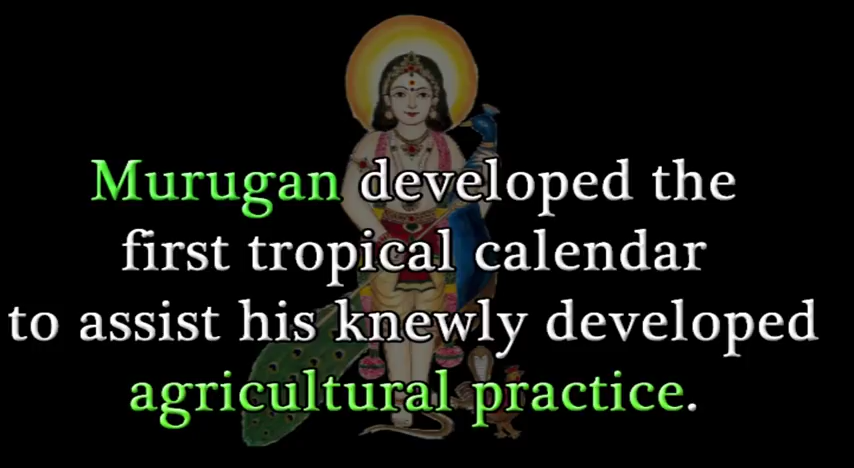 Murugan developed the
first tropical calendar
to assist his knewly developed
agricultural practice.